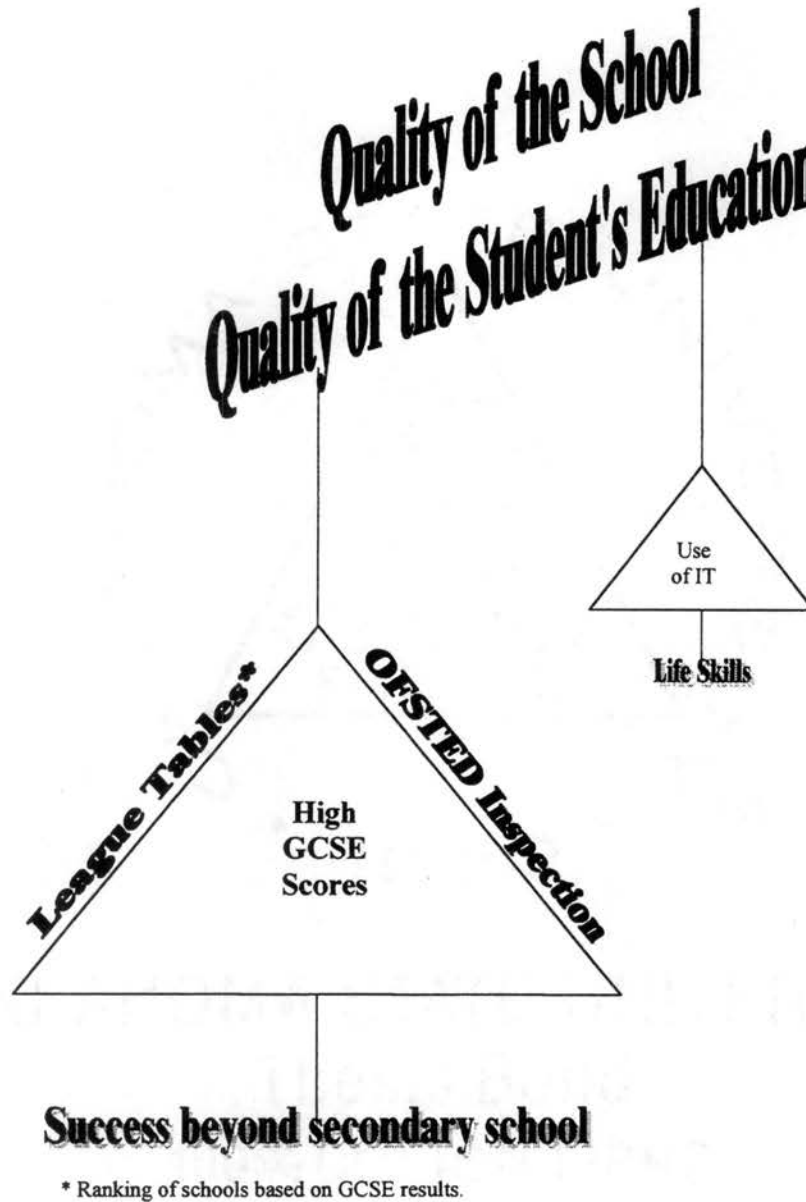 Quality of the School
Quality of the Student's Education
Use
of IT
Life Skills
League Tables*
OFSTED Inspection
High
GCSE
Scores
Success beyond secondary school
* Ranking of schools based on GCSE results.